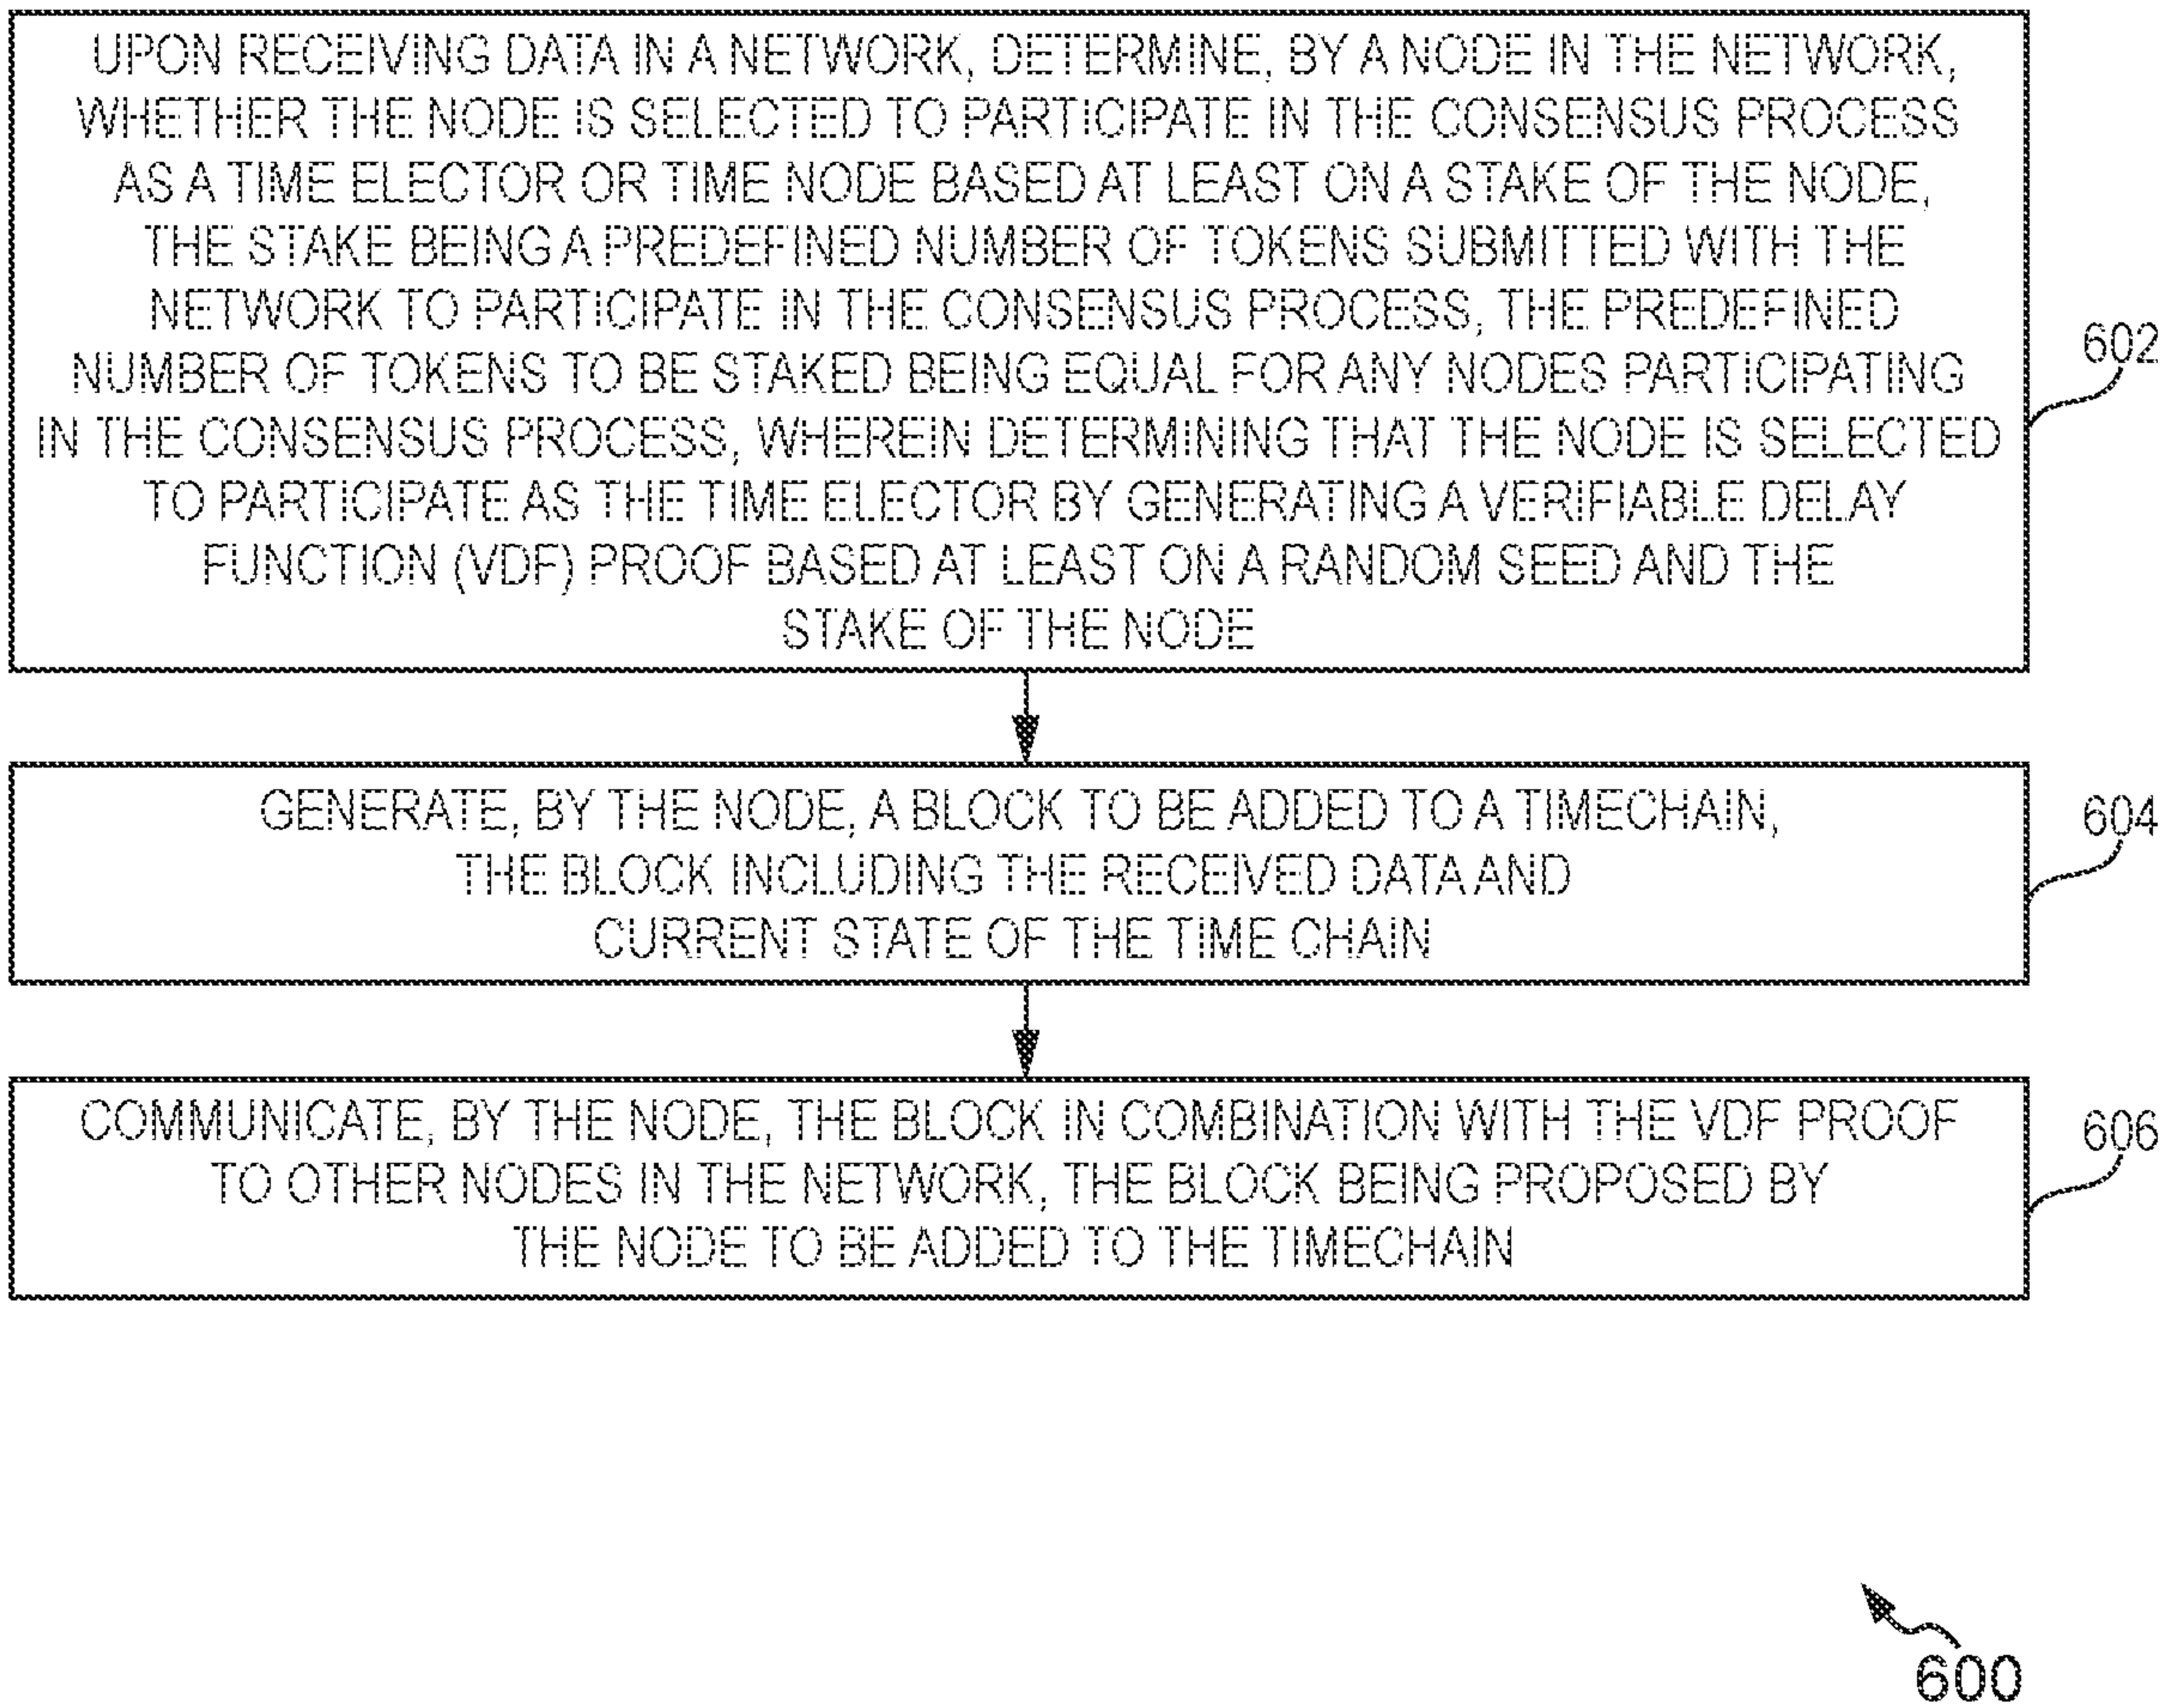 UPON RECEIVING DATA IN A NETWORK, DETERMINE, BY A NODE IN THE NETWORK,
WHETHER THE NODE IS SELECTED TO PARTICIPATE IN THE CONSENSUS PROCESS
AS A TIME ELECTOR OR TIME NODE BASED AT LEAST ON A STAKE OF THE NODE,
THE STAKE BEING A PREDEFINED NUMBER OF TOKENS SUBMITTED WITH THE
NETWORK TO PARTICIPATE IN THE CONSENSUS PROCESS, THE PREDEFINED
NUMBER OF TOKENS TO BE STAKED BEING EQUAL FOR ANY NODES PARTICIPATING
IN THE CONSENSUS PROCESS, WHEREIN DETERMINING THAT THE NODE IS SELECTED
TO PARTICIPATE AS THE TIME ELECTOR BY GENERATING A VERIFIABLE DELAY
FUNCTION (VDF) PROOF BASED AT LEAST ON A RANDOM SEED AND THE
STAKE OF THE NODE
602
GENERATE, BY THE NODE, A BLOCK TO BE ADDED TO A TIMECHAIN,
THE BLOCK INCLUDING THE RECEIVED DATA AND
CURRENT STATE OF THE TIME CHAIN
604
COMMUNICATE, BY THE NODE, THE BLOCK IN COMBINATION WITH THE VDF PROOF
TO OTHER NODES IN THE NETWORK, THE BLOCK BEING PROPOSED BY
THE NODE TO BE ADDED TO THE TIMECHAIN
606
600